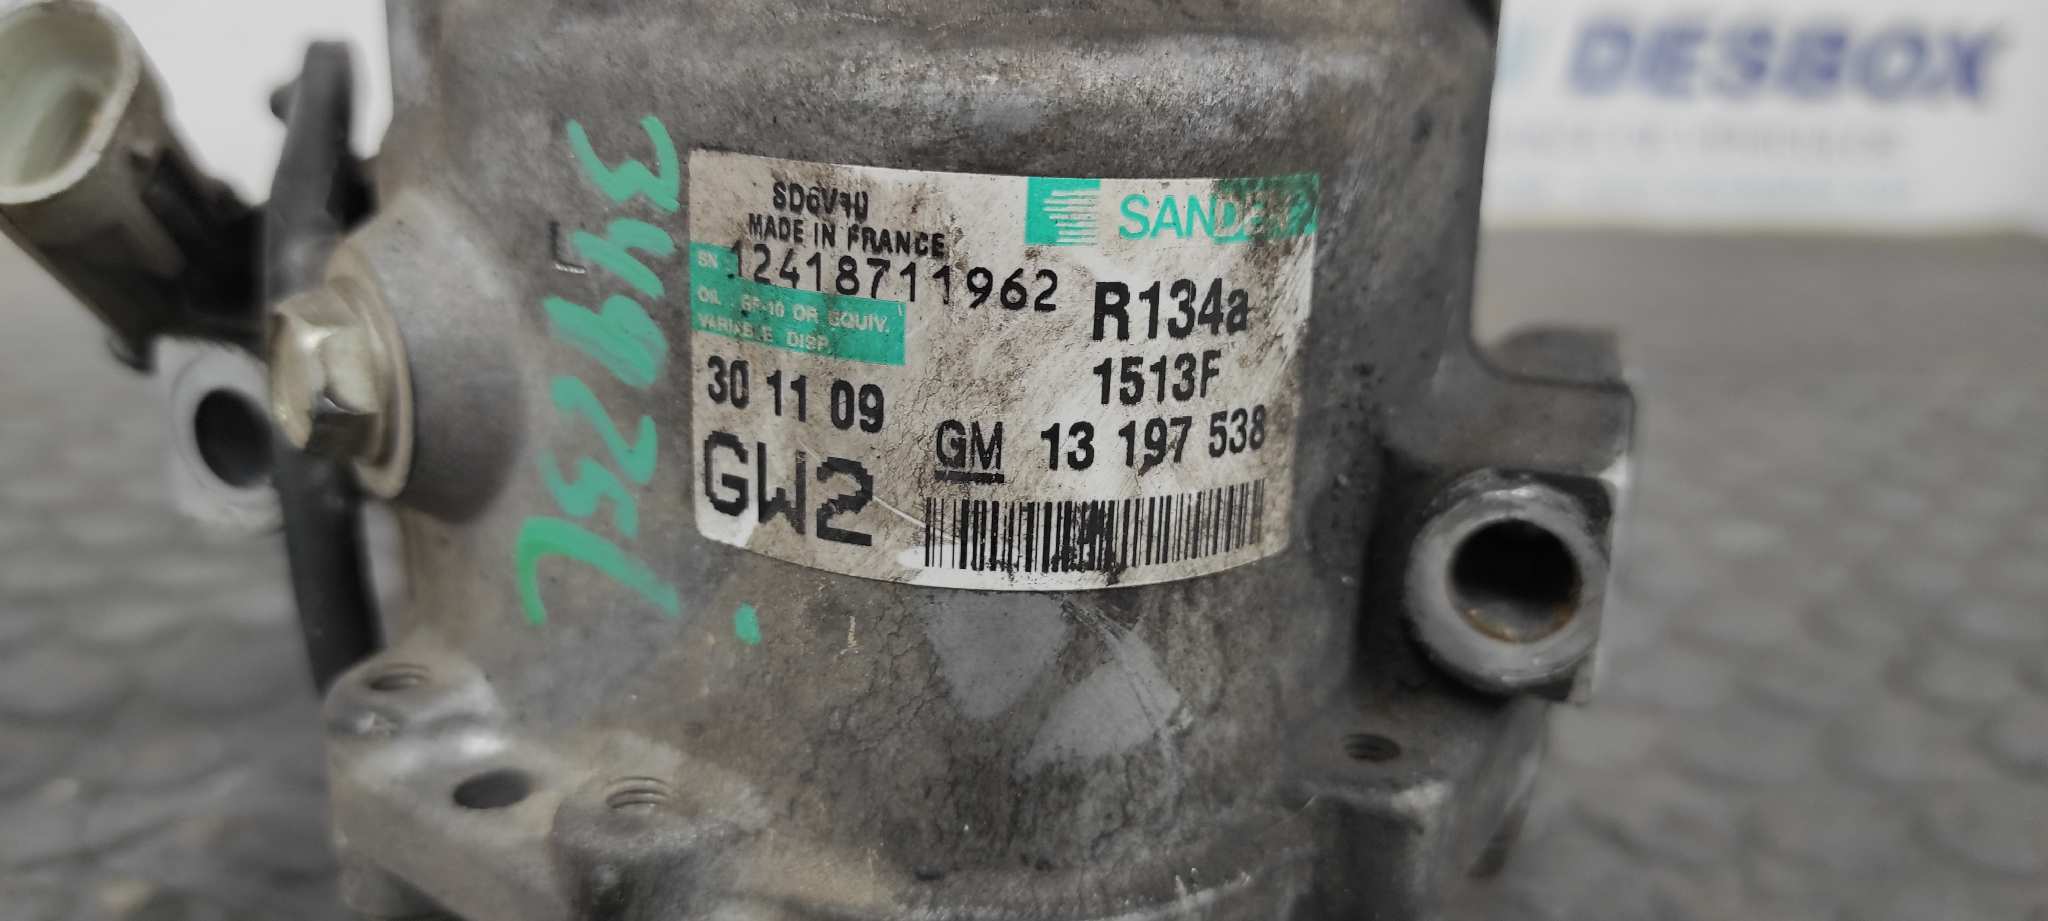 DESBOX
SANDEN
SD6V10
MADE IN FRANCE
SN 12418711962
OIL SP-10 OR EQUIV.
VARIABLE DISP.
R134a
1513F
30 11 09
GM 13 197 538
GW2
L